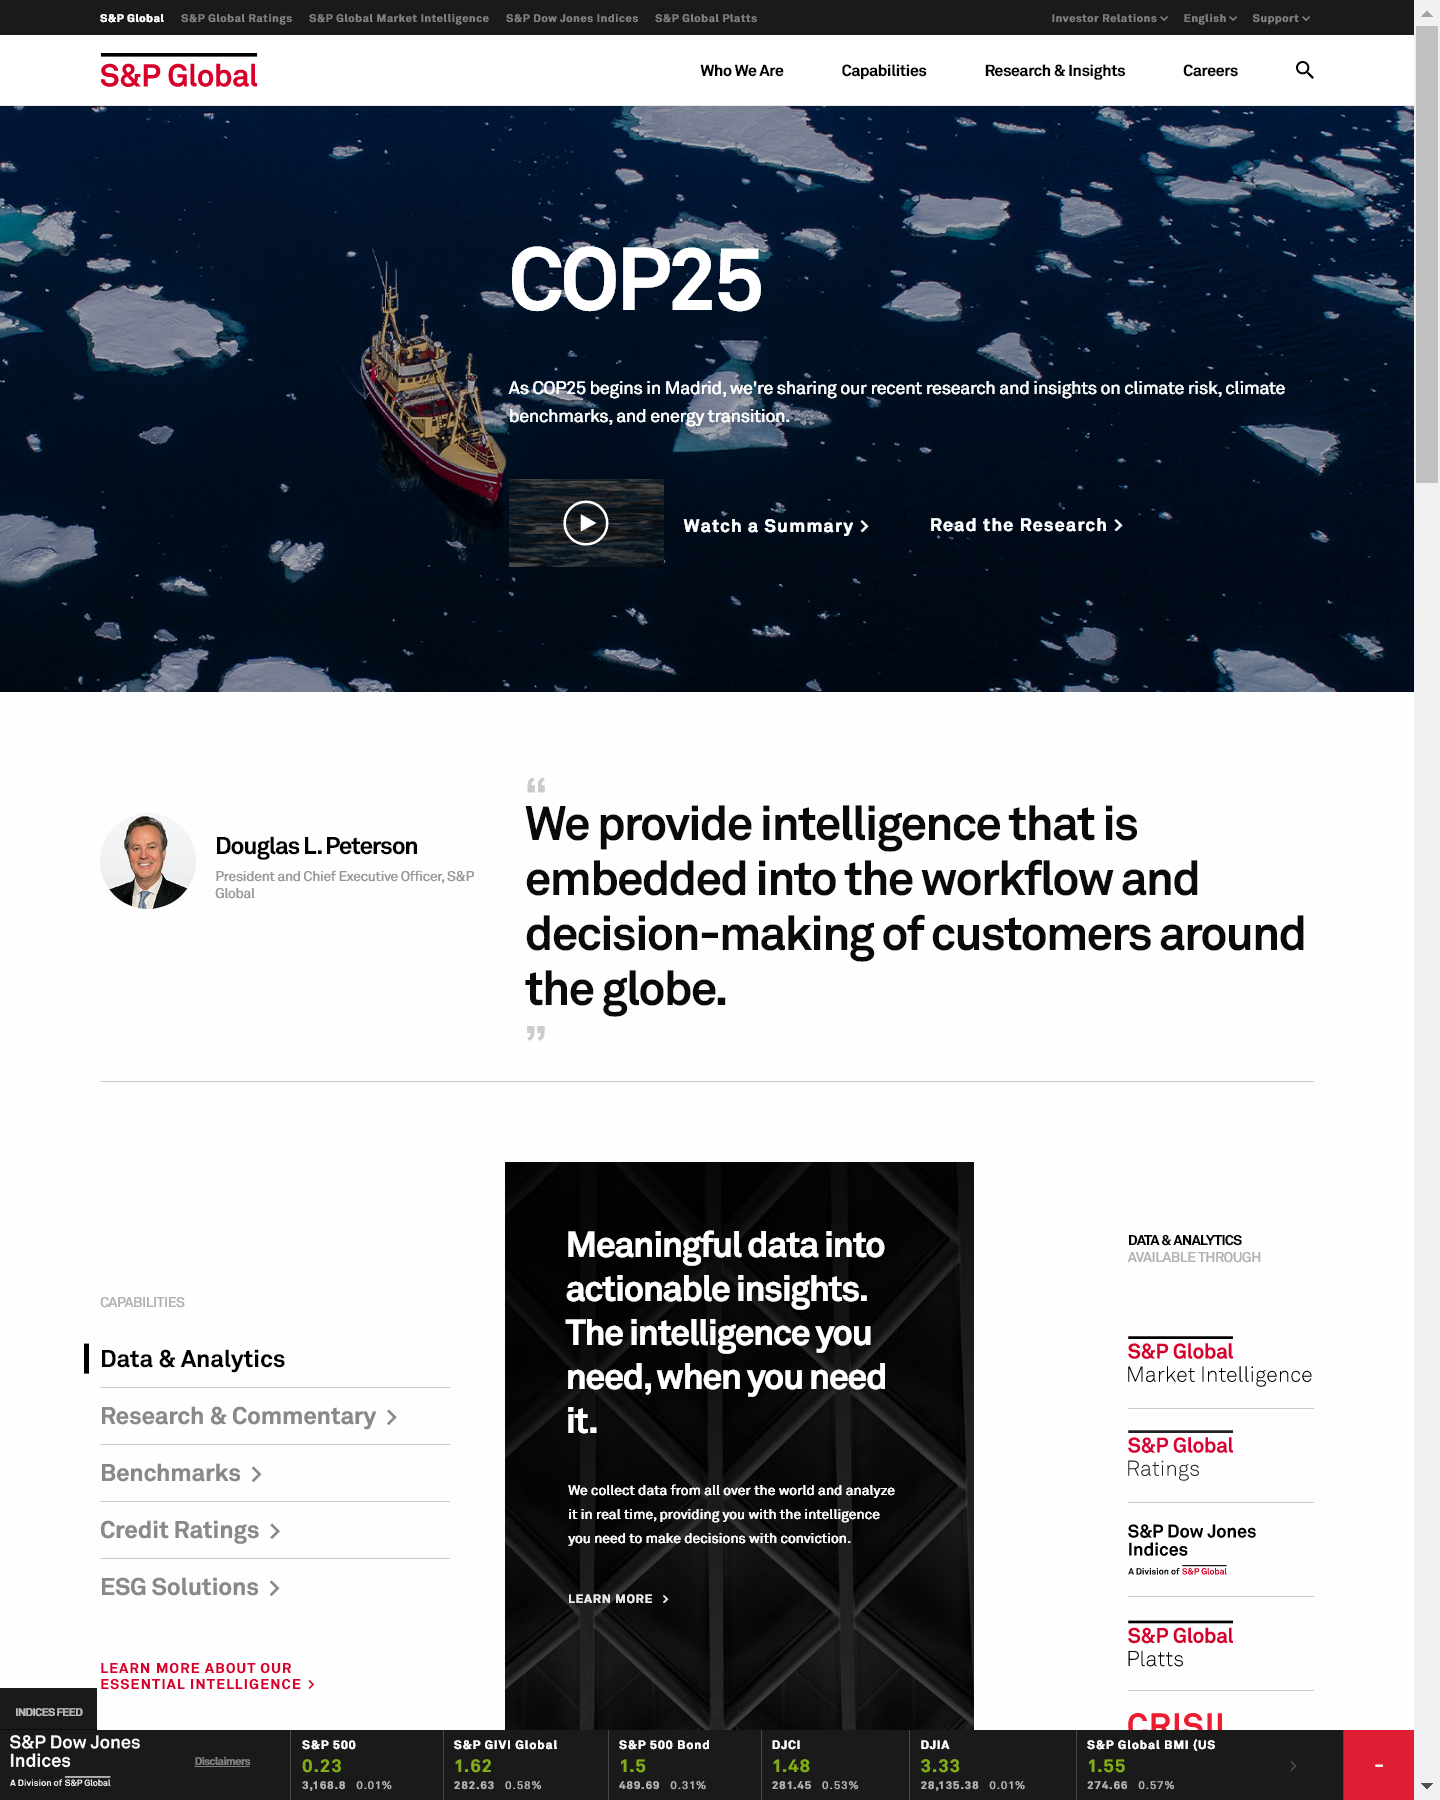 S&P Global S&P Global Ratings S&P Global Market Intelligence S&P Dow Jones Indices S&P Global Platts Investor Relations English Support
S&P Global Who We Are Capabilities Research & Insights Careers
COP25
As COP25 begins in Madrid, we're sharing our recent research and insights on climate risk, climate
benchmarks, and energy transition.
Watch a Summary Read the Research
“
We provide intelligence that is
embedded into the workflow and
decision-making of customers around
the globe.
”
Douglas L. Peterson
President and Chief Executive Officer, S&P
Global
CAPABILITIES
Data & Analytics
Research & Commentary
Benchmarks
Credit Ratings
ESG Solutions
LEARN MORE ABOUT OUR
ESSENTIAL INTELLIGENCE
Meaningful data into
actionable insights.
The intelligence you
need, when you need
it.
We collect data from all over the world and analyze
it in real time, providing you with the intelligence
you need to make decisions with conviction.
LEARN MORE
DATA & ANALYTICS
AVAILABLE THROUGH
S&P Global
Market Intelligence
S&P Global
Ratings
S&P Dow Jones
Indices
A Division of S&P Global
S&P Global
Platts
CRISIL
INDICES FEED
S&P Dow Jones
Indices
A Division of S&P Global
Disclaimers
S&P 500
0.23
3,168.8 0.01%
S&P GIVI Global
1.62
282.63 0.58%
S&P 500 Bond
1.5
489.69 0.31%
DJCI
1.48
281.45 0.53%
DJIA
3.33
28,135.38 0.01%
S&P Global BMI (US
1.55
274.66 0.57%
-